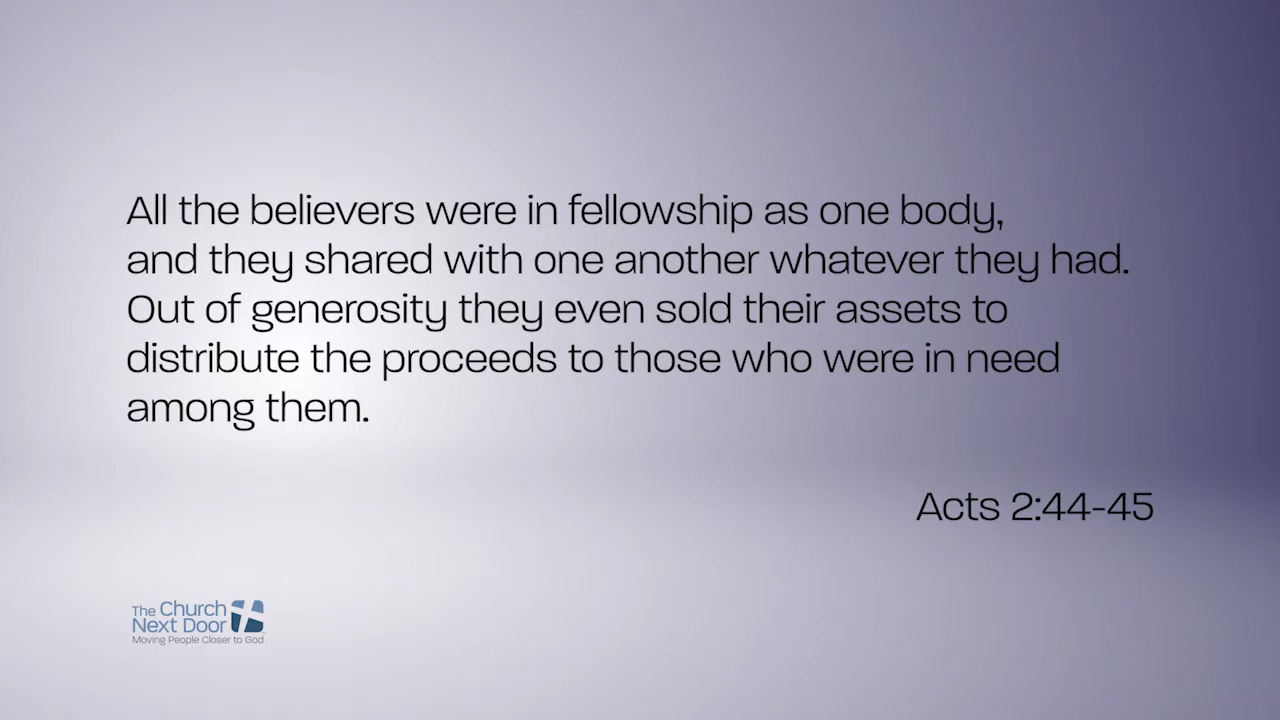 All the believers were in fellowship as one body,
and they shared with one another whatever they had.
Out of generosity they even sold their assets to
distribute the proceeds to those who were in need
among them.
Acts 2:44-45
The Church
Next Door
Moving People Closer to God